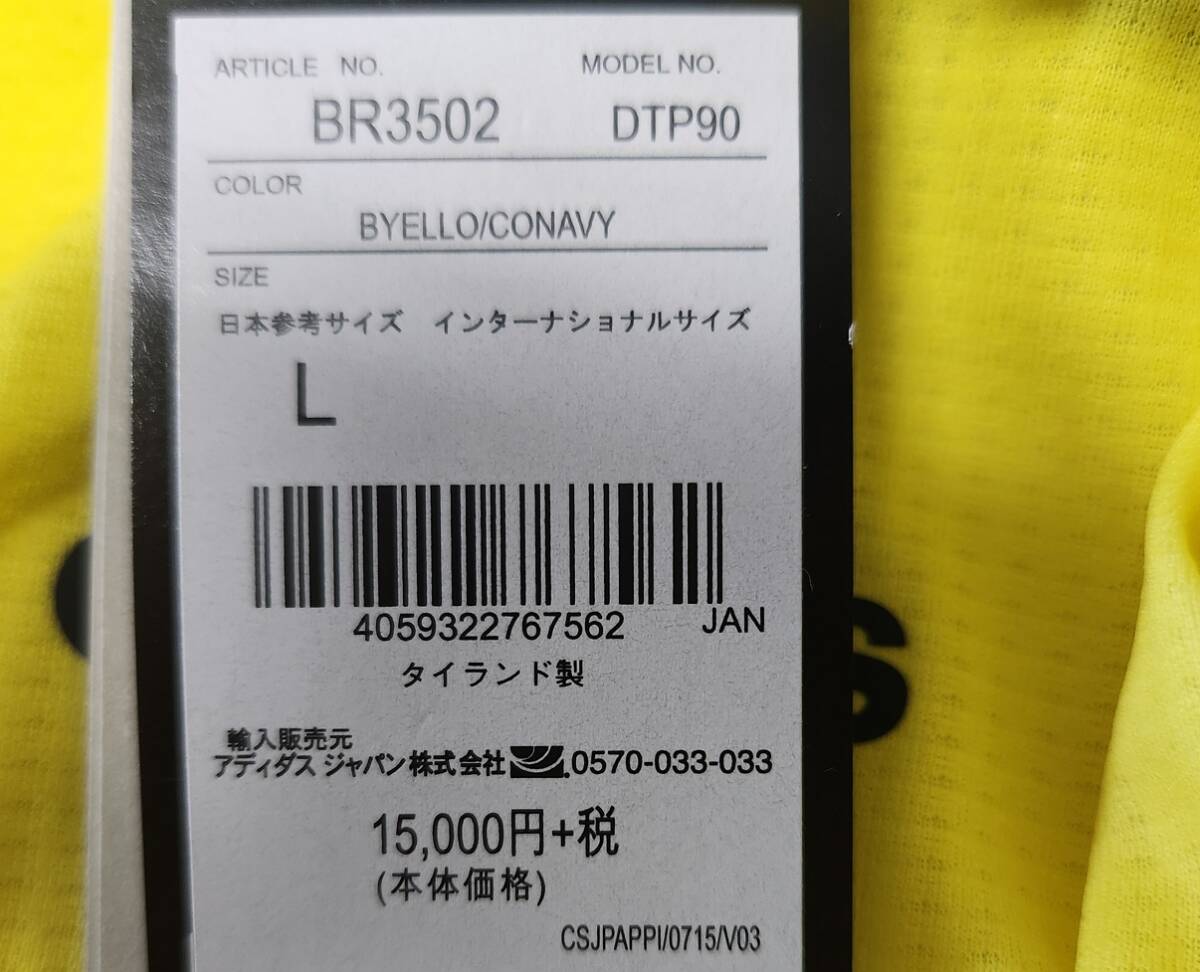 ARTICLE NO. MODEL NO.
BR3502 DTP90
COLOR
BYELLO/CONAVY
SIZE
日本参考サイズ インターナショナルサイズ
L
4059322767562 JAN
タイランド製
輸入販売元
アディダス ジャパン株式会社 0570-033-033
15,000円+税
(本体価格)
CSJPAPPI/0715/V03
s